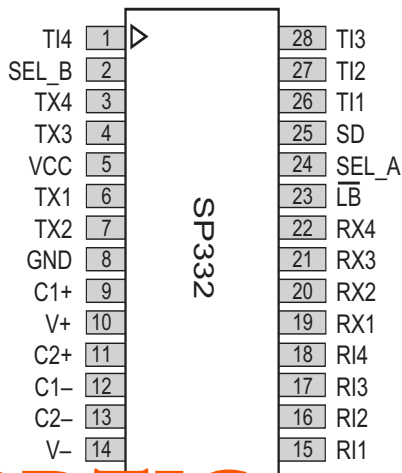 TI4 1 28 TI3
SEL_B 2 27 TI2
TX4 3 26 TI1
TX3 4 25 SD
VCC 5 24 SEL_A
TX1 6 23 L̅B̅
TX2 7 22 RX4
GND 8 21 RX3
C1+ 9 20 RX2
V+ 10 19 RX1
C2+ 11 18 RI4
C1– 12 17 RI3
C2– 13 16 RI2
V– 14 15 RI1
SP332